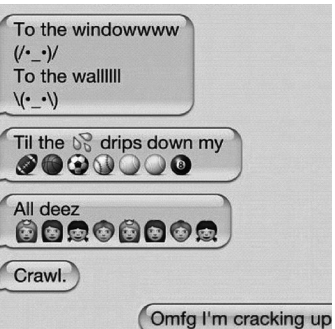 To the windowwww
(/•_•)/
To the wallllll
\(•_•\)
Til the 💦 drips down my
🏈🏀⚽⚾⚪⚪🎱
All deez
👸👩👧👵👸👩👵👧
Crawl.
Omfg I'm cracking up